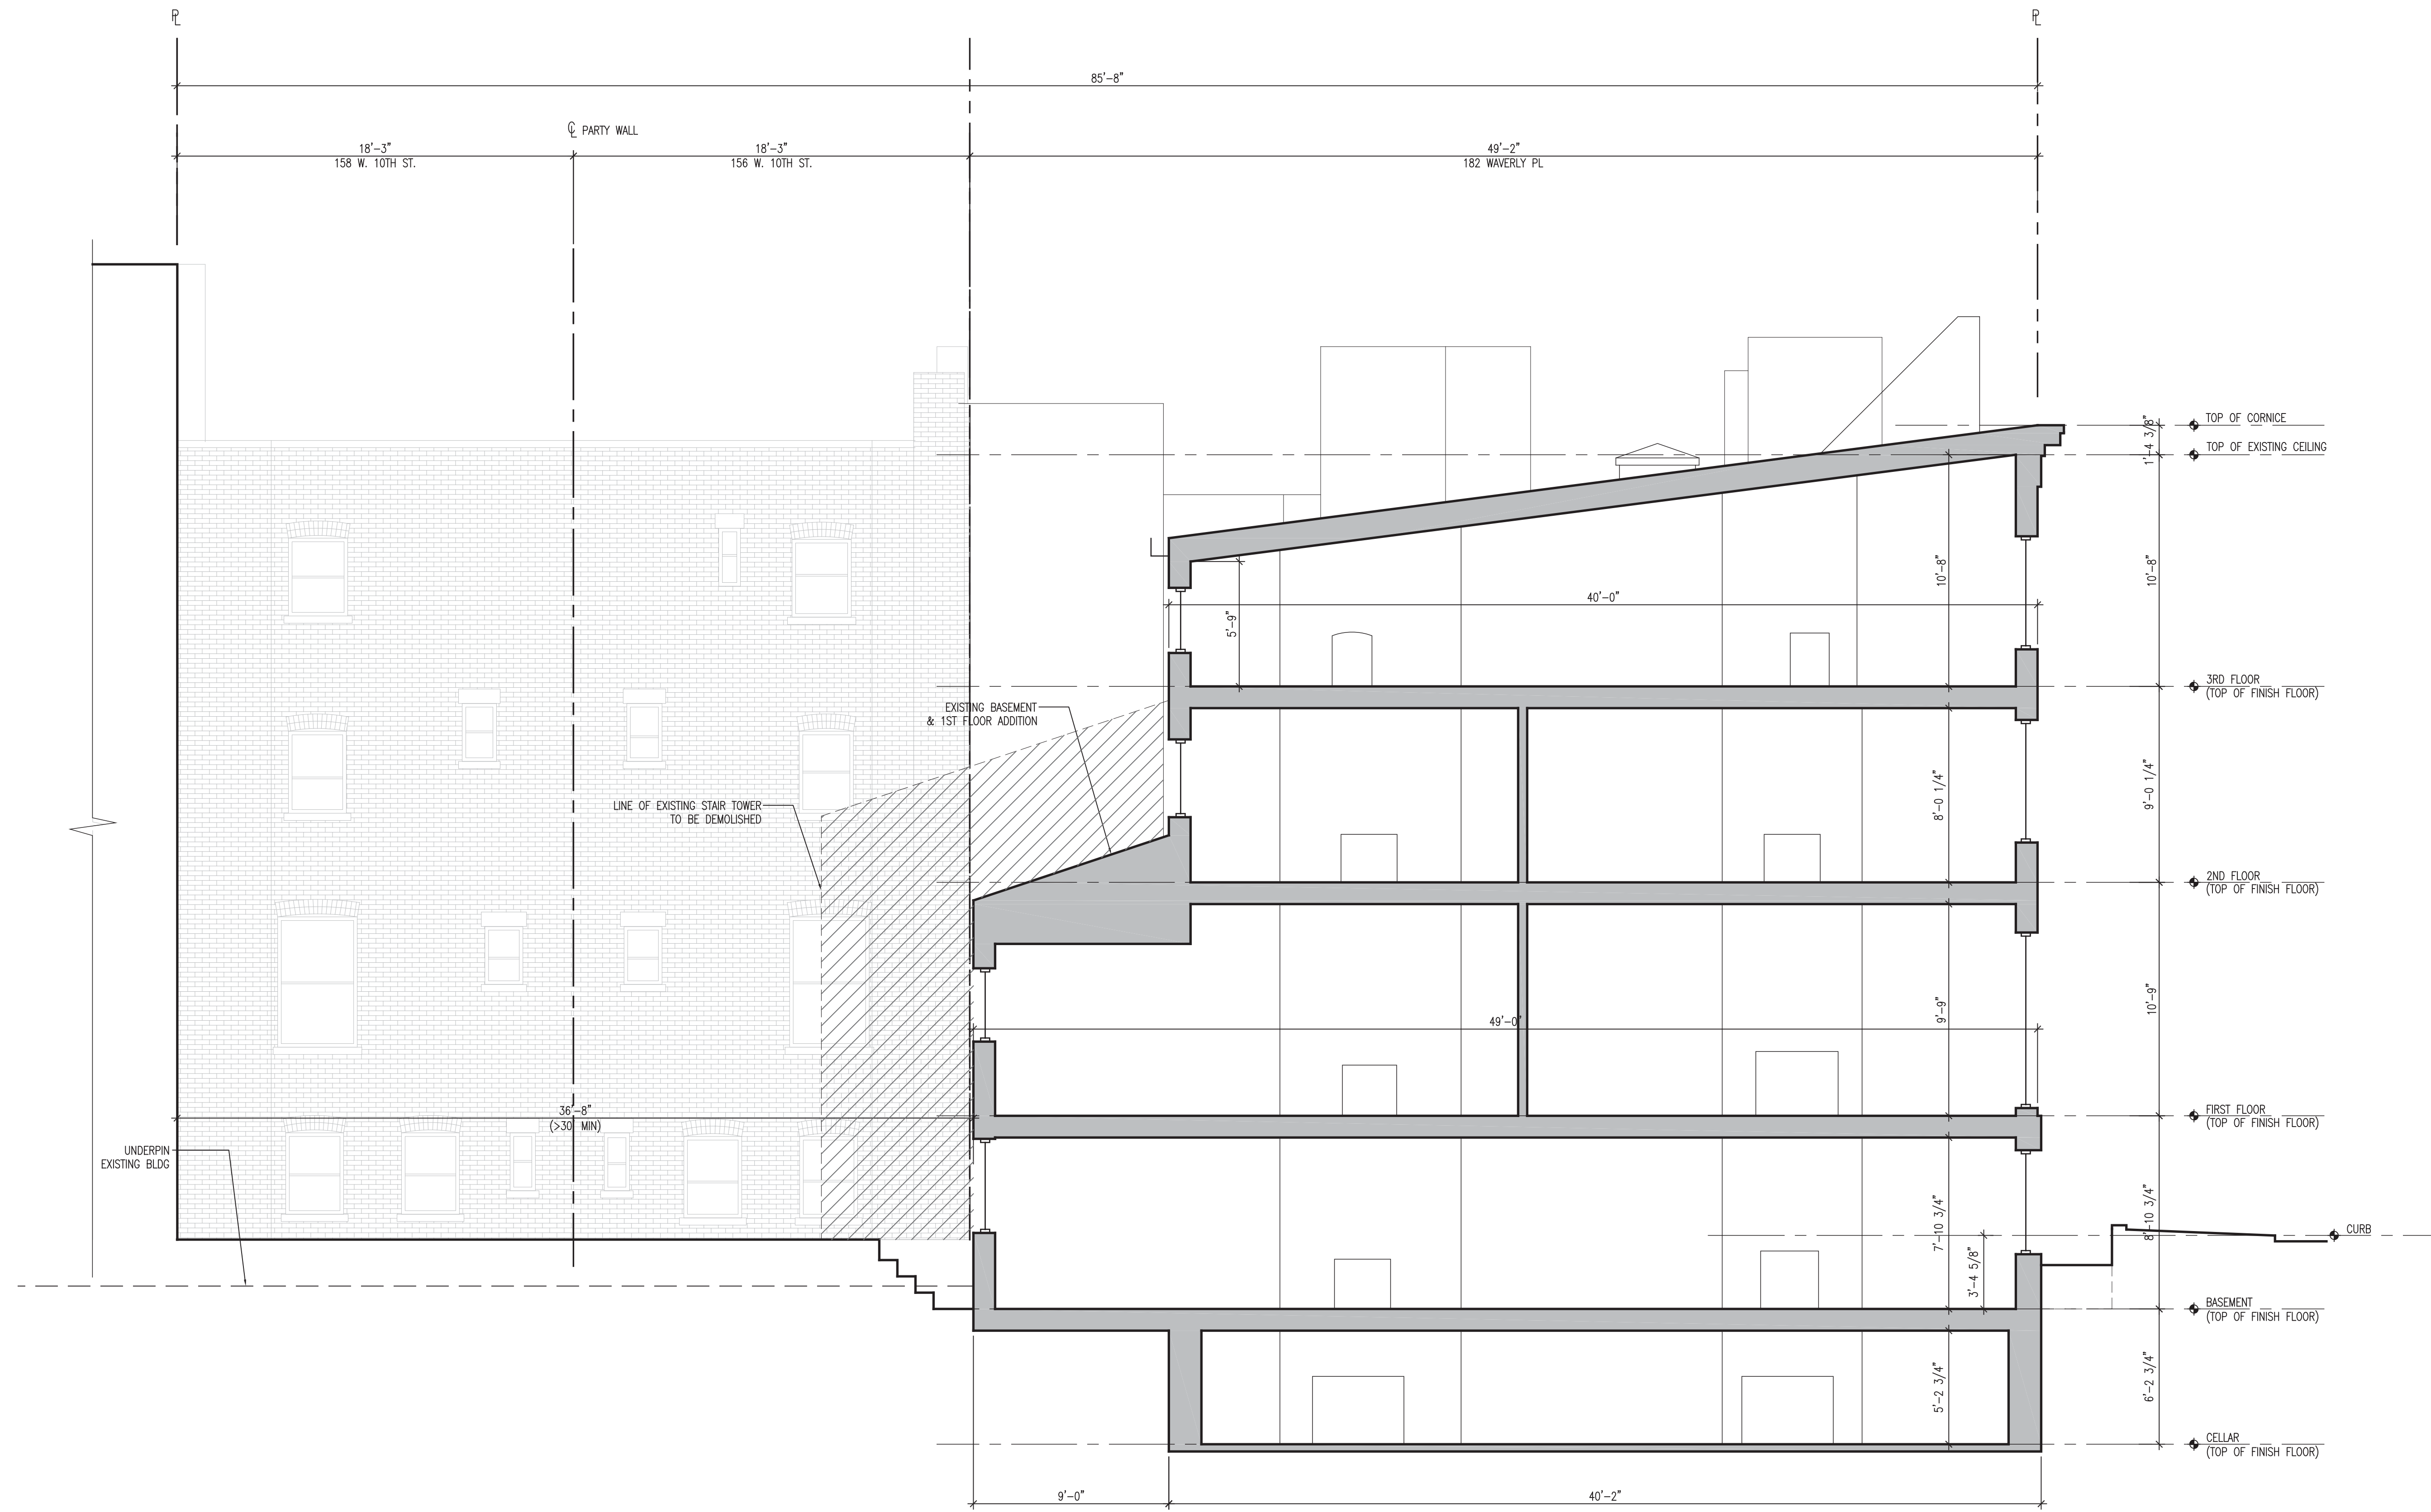 PL
PL
85'-8"
CL PARTY WALL
18'-3"
158 W. 10TH ST.
18'-3"
156 W. 10TH ST.
49'-2"
182 WAVERLY PL
TOP OF CORNICE
1'-4 3/8"
TOP OF EXISTING CEILING
10'-8"
10'-8"
40'-0"
5'-9"
3RD FLOOR
(TOP OF FINISH FLOOR)
EXISTING BASEMENT
& 1ST FLOOR ADDITION
LINE OF EXISTING STAIR TOWER
TO BE DEMOLISHED
8'-0 1/4"
9'-0 1/4"
2ND FLOOR
(TOP OF FINISH FLOOR)
9'-9"
10'-9"
49'-0"
36'-8"
(>30' MIN)
FIRST FLOOR
(TOP OF FINISH FLOOR)
UNDERPIN
EXISTING BLDG
7'-10 3/4"
8'-10 3/4"
3'-4 5/8"
CURB
BASEMENT
(TOP OF FINISH FLOOR)
5'-2 3/4"
6'-2 3/4"
CELLAR
(TOP OF FINISH FLOOR)
9'-0"
40'-2"